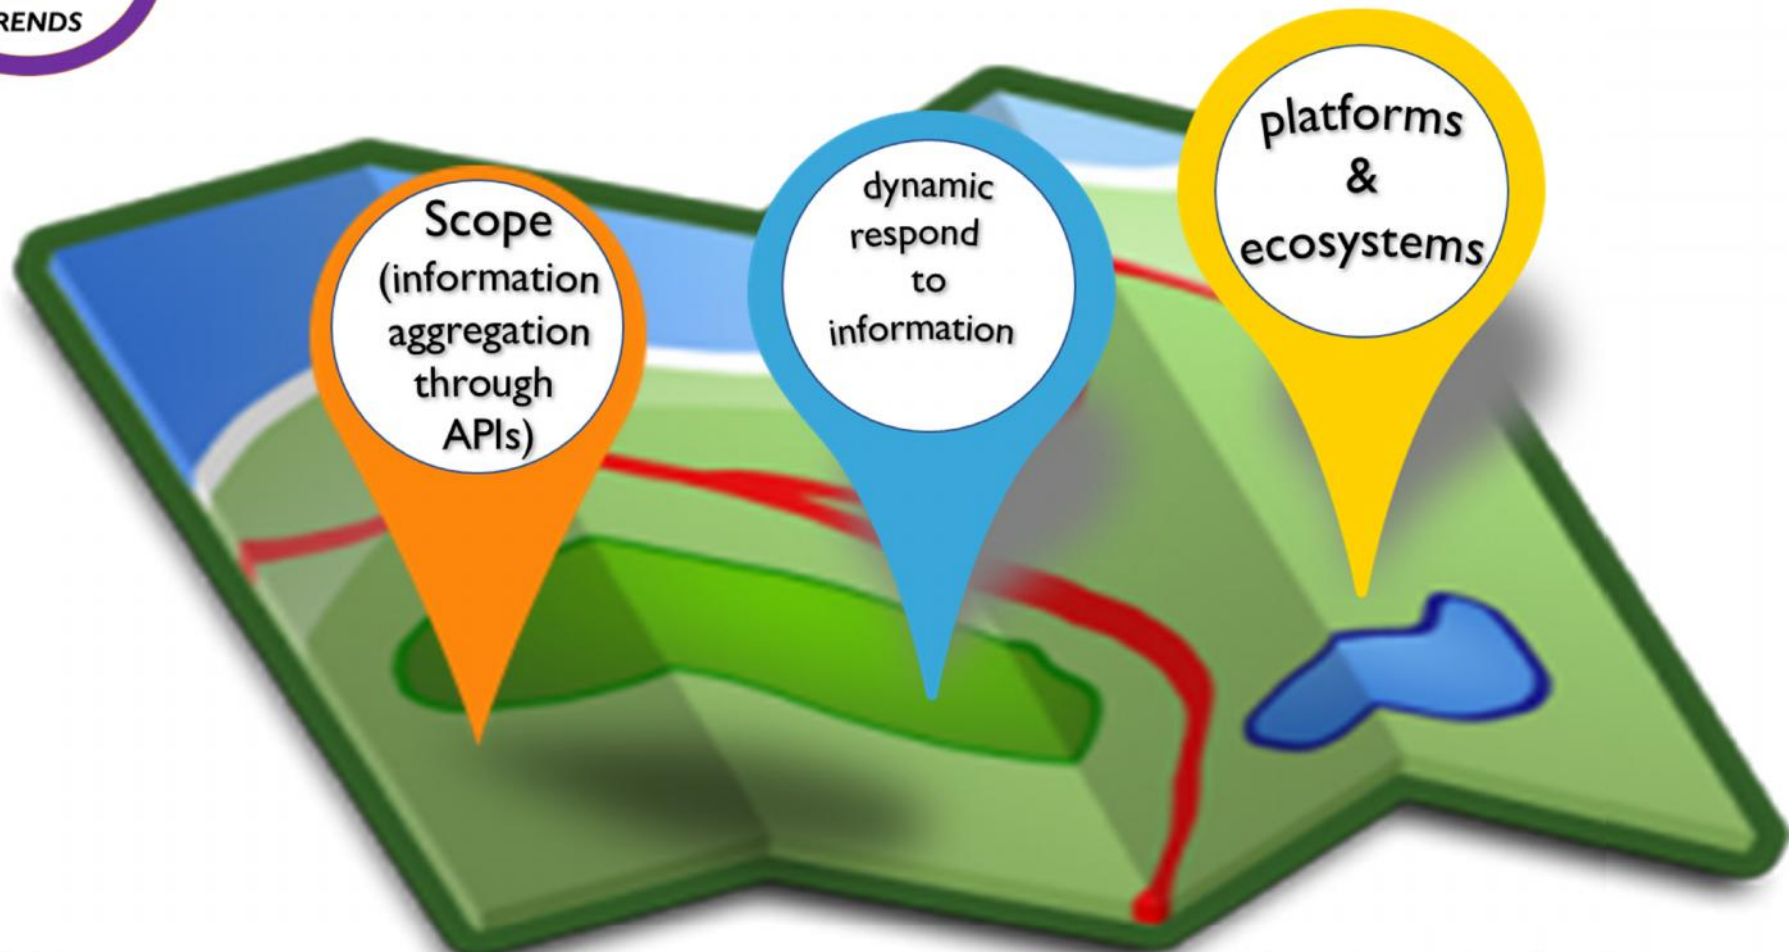 RENDS
Scope
(information
aggregation
through
APIs)
dynamic
respond
to
information
platforms
&
ecosystems